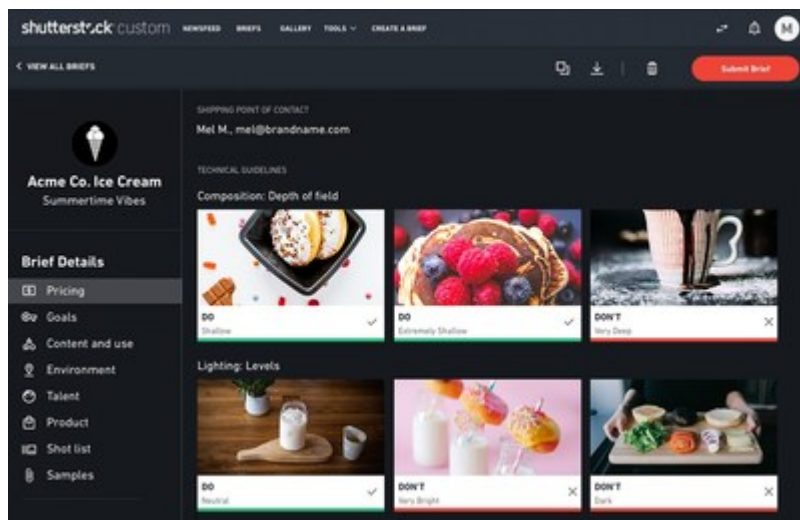 shutterstock custom NEWSFEED BRIEFS GALLERY TOOLS CREATE A BRIEF M
VIEW ALL BRIEFS Submit Brief
SHIPPING POINT OF CONTACT
Mel M., mel@brandname.com
TECHNICAL GUIDELINES
Acme Co. Ice Cream
Summertime Vibes
Composition: Depth of field
DO
Shallow
DO
Extremely Shallow
DON'T
Very Deep
Brief Details
Pricing
Goals
Content and use
Environment
Talent
Product
Shot list
Samples
Lighting: Levels
DO
Neutral
DON'T
Very Bright
DON'T
Dark